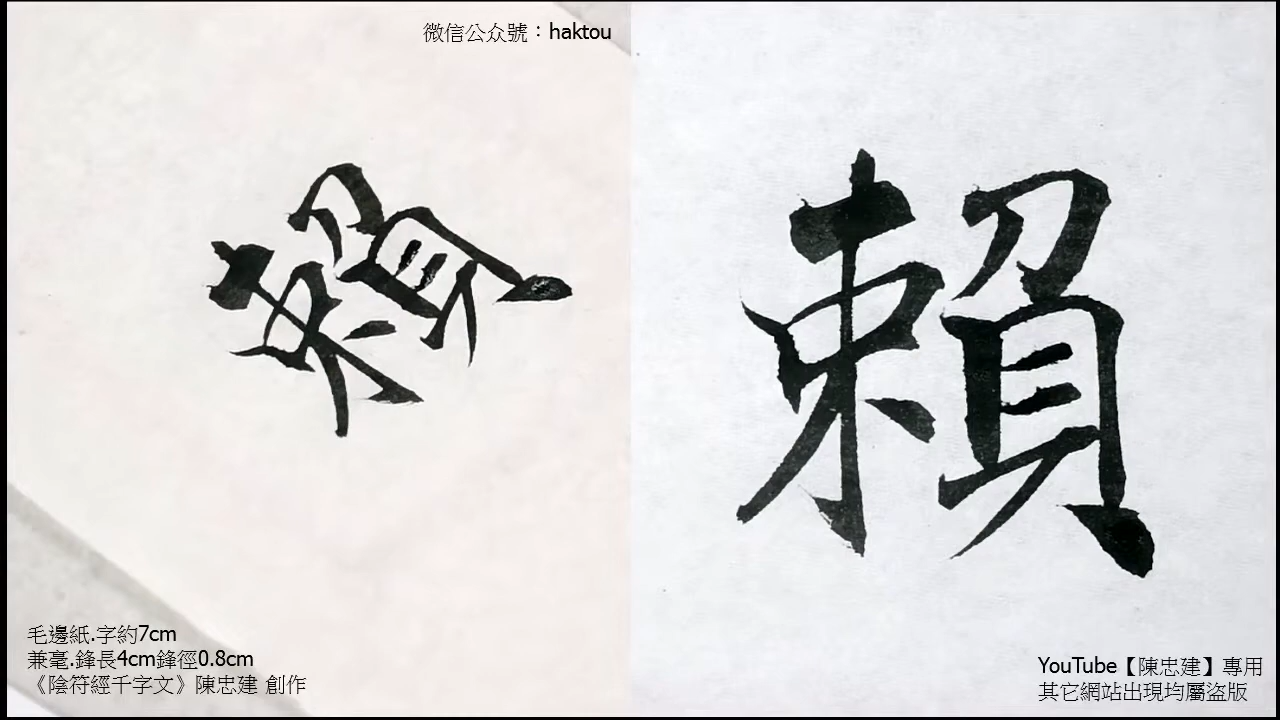 微信公众號：haktou
賴
賴
毛邊紙.字約7cm
兼毫.鋒長4cm鋒徑0.8cm
《陰符經千字文》陳忠建 創作
YouTube【陳忠建】專用
其它網站出現均屬盜版